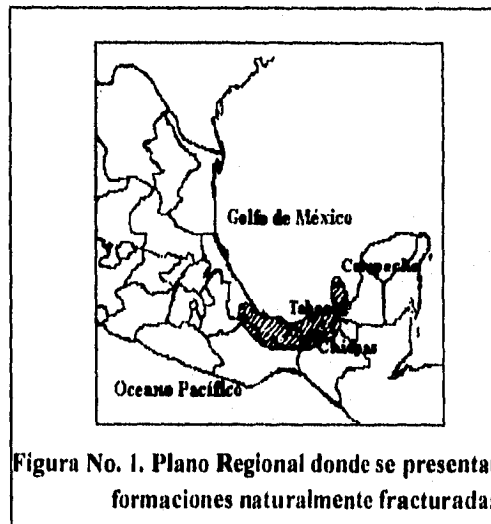 Golfo de México
Campeche
Tabasco
Chiapas
Oceano Pacífico
Figura No. 1. Plano Regional donde se presenta
formaciones naturalmente fracturada